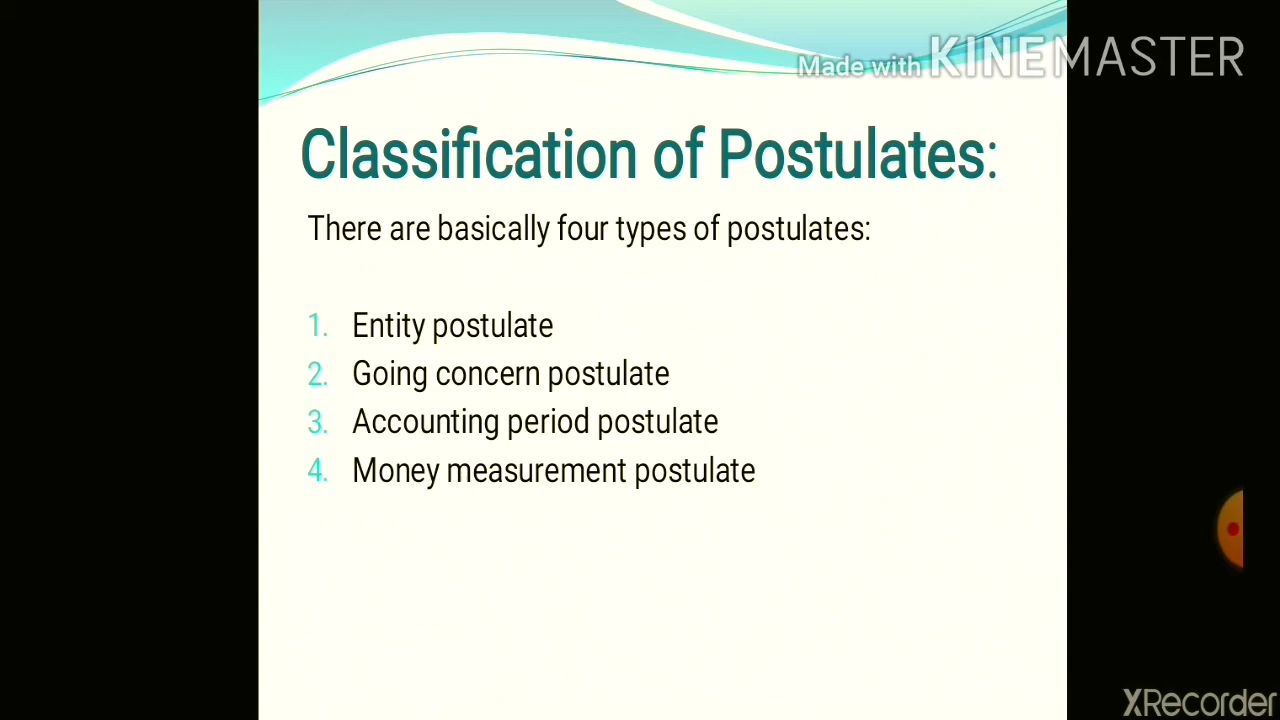 Made with KINEMASTER
Classification of Postulates:
There are basically four types of postulates:
1. Entity postulate
2. Going concern postulate
3. Accounting period postulate
4. Money measurement postulate
XRecorder